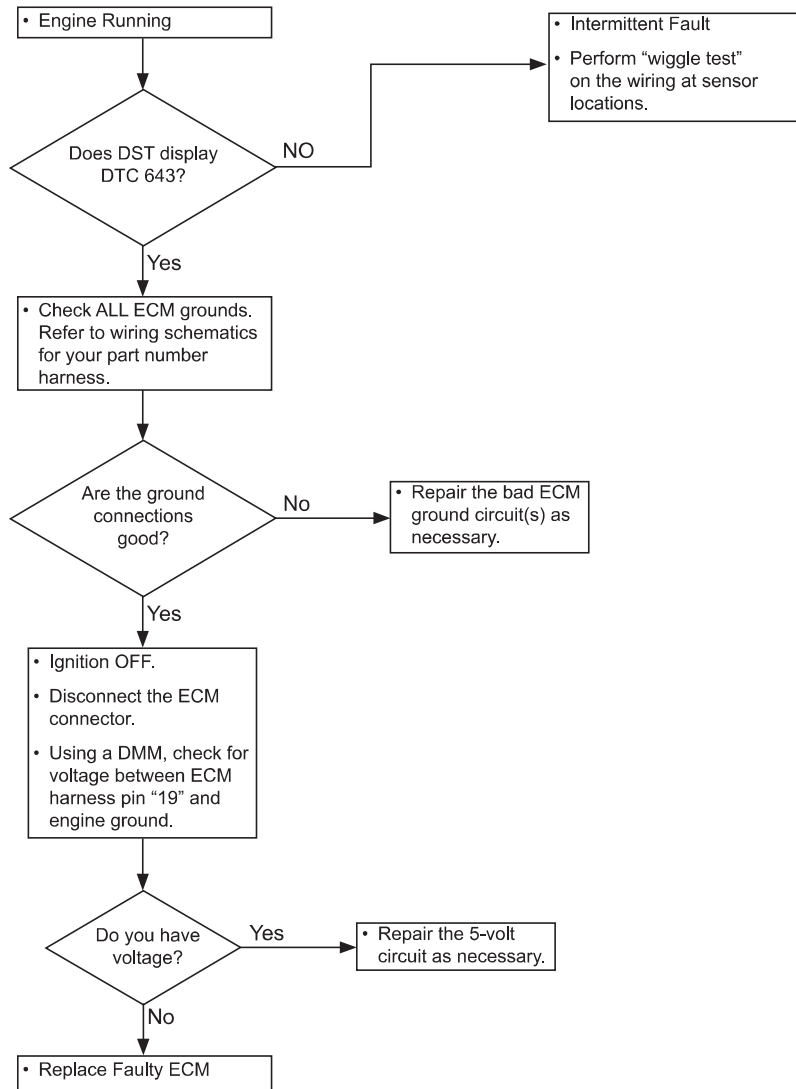 • Engine Running
• Intermittent Fault
• Perform “wiggle test”
on the wiring at sensor
locations.
Does DST display
DTC 643?
NO
Yes
• Check ALL ECM grounds.
Refer to wiring schematics
for your part number
harness.
Are the ground
connections
good?
No
• Repair the bad ECM
ground circuit(s) as
necessary.
Yes
• Ignition OFF.
• Disconnect the ECM
connector.
• Using a DMM, check for
voltage between ECM
harness pin “19” and
engine ground.
Do you have
voltage?
Yes
• Repair the 5-volt
circuit as necessary.
No
• Replace Faulty ECM